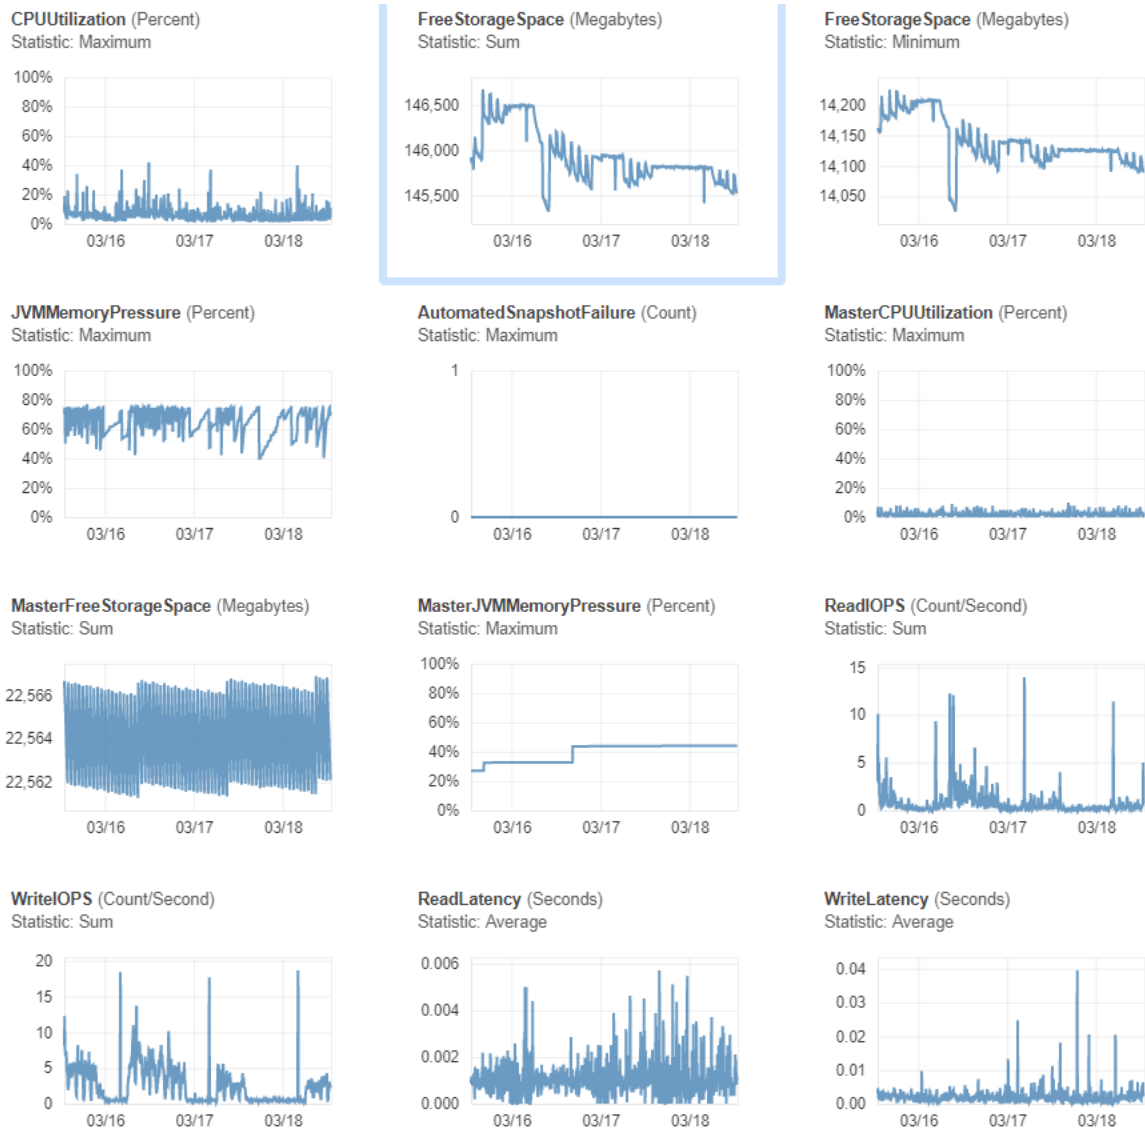 CPUUtilization (Percent)
Statistic: Maximum
100%
80%
60%
40%
20%
0%
03/16 03/17 03/18
FreeStorageSpace (Megabytes)
Statistic: Sum
146,500
146,000
145,500
03/16 03/17 03/18
FreeStorageSpace (Megabytes)
Statistic: Minimum
14,200
14,150
14,100
14,050
03/16 03/17 03/18
JVMMemoryPressure (Percent)
Statistic: Maximum
100%
80%
60%
40%
20%
0%
03/16 03/17 03/18
AutomatedSnapshotFailure (Count)
Statistic: Maximum
1
0
03/16 03/17 03/18
MasterCPUUtilization (Percent)
Statistic: Maximum
100%
80%
60%
40%
20%
0%
03/16 03/17 03/18
MasterFreeStorageSpace (Megabytes)
Statistic: Sum
22,566
22,564
22,562
03/16 03/17 03/18
MasterJVMMemoryPressure (Percent)
Statistic: Maximum
100%
80%
60%
40%
20%
0%
03/16 03/17 03/18
ReadIOPS (Count/Second)
Statistic: Sum
15
10
5
0
03/16 03/17 03/18
WriteIOPS (Count/Second)
Statistic: Sum
20
15
10
5
0
03/16 03/17 03/18
ReadLatency (Seconds)
Statistic: Average
0.006
0.004
0.002
0.000
03/16 03/17 03/18
WriteLatency (Seconds)
Statistic: Average
0.04
0.03
0.02
0.01
0.00
03/16 03/17 03/18